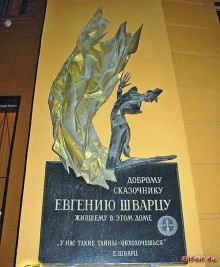 ДОБРОМУ
СКАЗОЧНИКУ
ЕВГЕНИЮ ШВАРЦУ
ЖИВШЕМУ В ЭТОМ ДОМЕ
„У НАС ТАКИЕ ТАЙНЫ - ОБХОХОЧЕШЬСЯ"
Е. ШВАРЦ